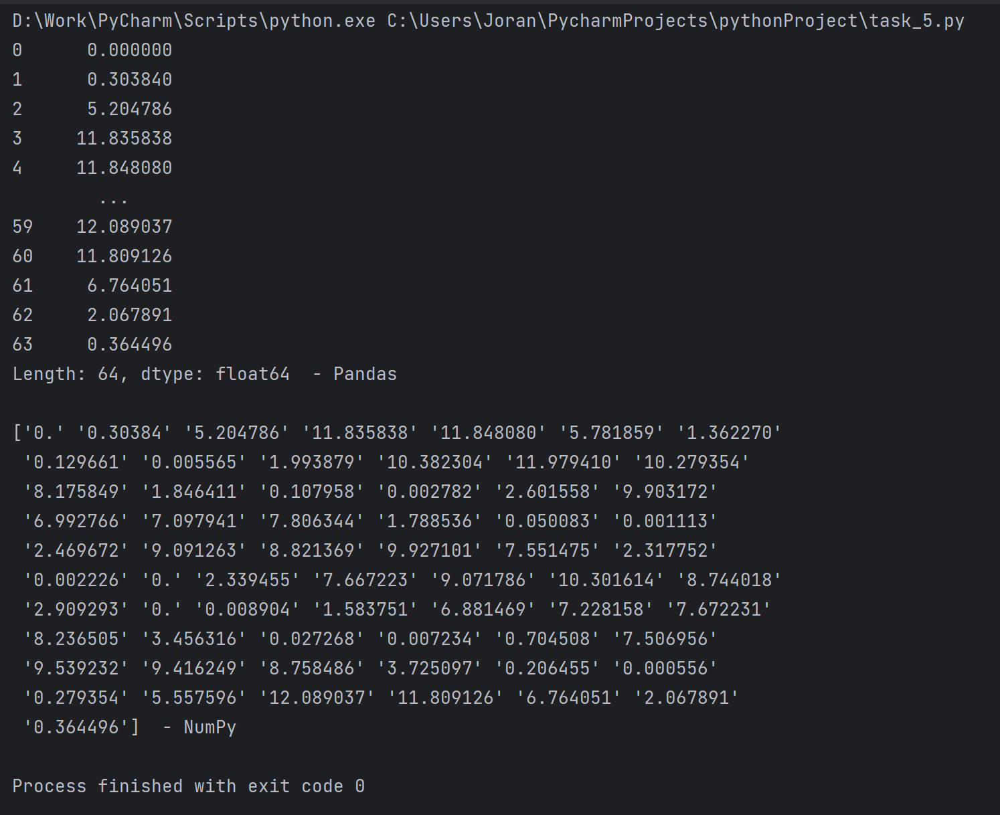 D:\Work\PyCharm\Scripts\python.exe C:\Users\Joran\PycharmProjects\pythonProject\task_5.py
0      0.000000
1      0.303840
2      5.204786
3     11.835838
4     11.848080
        ...
59    12.089037
60    11.809126
61     6.764051
62     2.067891
63     0.364496
Length: 64, dtype: float64  - Pandas

['0.' '0.30384' '5.204786' '11.835838' '11.848080' '5.781859' '1.362270'
 '0.129661' '0.005565' '1.993879' '10.382304' '11.979410' '10.279354'
 '8.175849' '1.846411' '0.107958' '0.002782' '2.601558' '9.903172'
 '6.992766' '7.097941' '7.806344' '1.788536' '0.050083' '0.001113'
 '2.469672' '9.091263' '8.821369' '9.927101' '7.551475' '2.317752'
 '0.002226' '0.' '2.339455' '7.667223' '9.071786' '10.301614' '8.744018'
 '2.909293' '0.' '0.008904' '1.583751' '6.881469' '7.228158' '7.672231'
 '8.236505' '3.456316' '0.027268' '0.007234' '0.704508' '7.506956'
 '9.539232' '9.416249' '8.758486' '3.725097' '0.206455' '0.000556'
 '0.279354' '5.557596' '12.089037' '11.809126' '6.764051' '2.067891'
 '0.364496']  - NumPy

Process finished with exit code 0